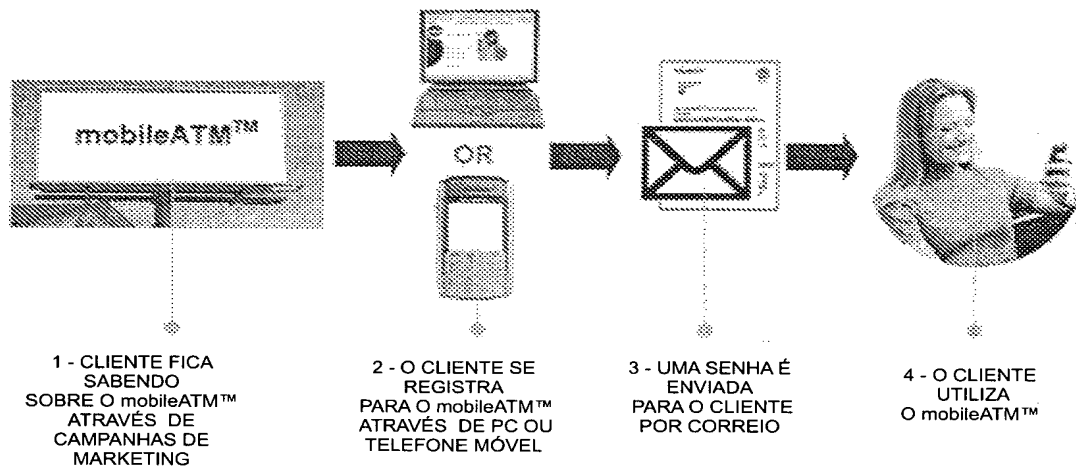 mobileATM™
OR
1 - CLIENTE FICA
SABENDO
SOBRE O mobileATM™
ATRAVÉS DE
CAMPANHAS DE
MARKETING
2 - O CLIENTE SE
REGISTRA
PARA O mobileATM™
ATRAVÉS DE PC OU
TELEFONE MÓVEL
3 - UMA SENHA É
ENVIADA
PARA O CLIENTE
POR CORREIO
4 - O CLIENTE
UTILIZA
O mobileATM™